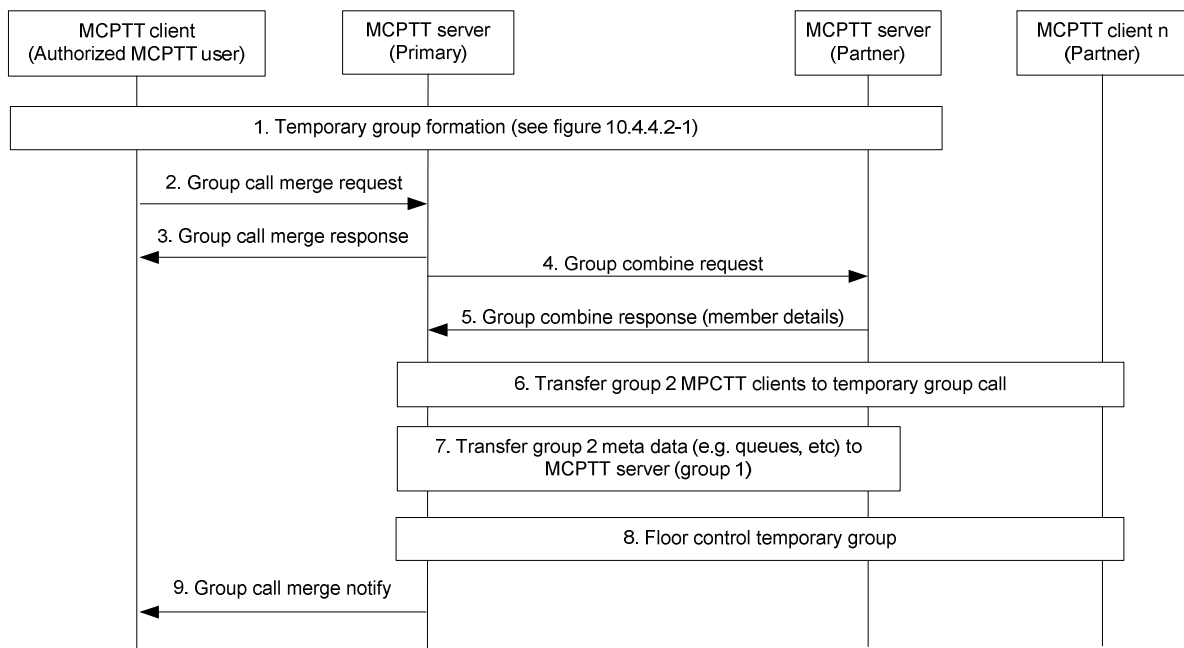 MCPTT client
(Authorized MCPTT user)
MCPTT server
(Primary)
MCPTT server
(Partner)
MCPTT client n
(Partner)
1. Temporary group formation (see figure 10.4.4.2-1)
2. Group call merge request
3. Group call merge response
4. Group combine request
5. Group combine response (member details)
6. Transfer group 2 MPCTT clients to temporary group call
7. Transfer group 2 meta data (e.g. queues, etc) to
MCPTT server (group 1)
8. Floor control temporary group
9. Group call merge notify